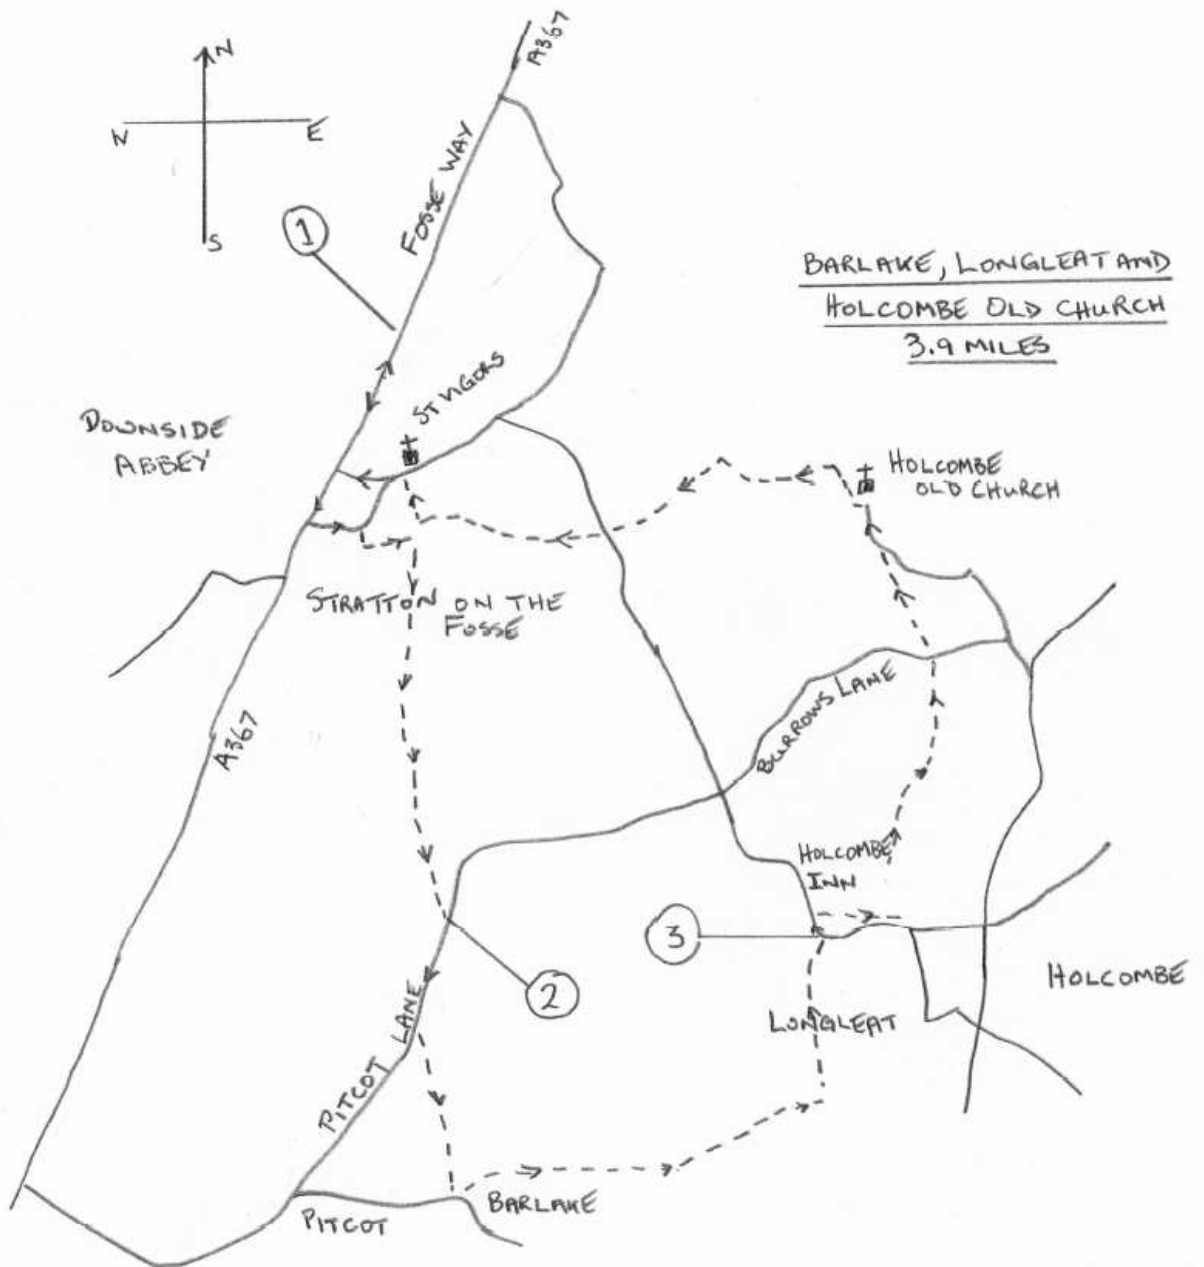 A367
N
W
E
S
FOSSE WAY
1
BARLAKE, LONGLEAT AND
HOLCOMBE OLD CHURCH
3.9 MILES
ST VIGORS
DOWNSIDE
ABBEY
HOLCOMBE
OLD CHURCH
STRATTON ON THE
FOSSE
A367
BURROWS LANE
HOLCOMBE
INN
3
2
HOLCOMBE
LONGLEAT
PITCOT LANE
BARLAKE
PITCOT